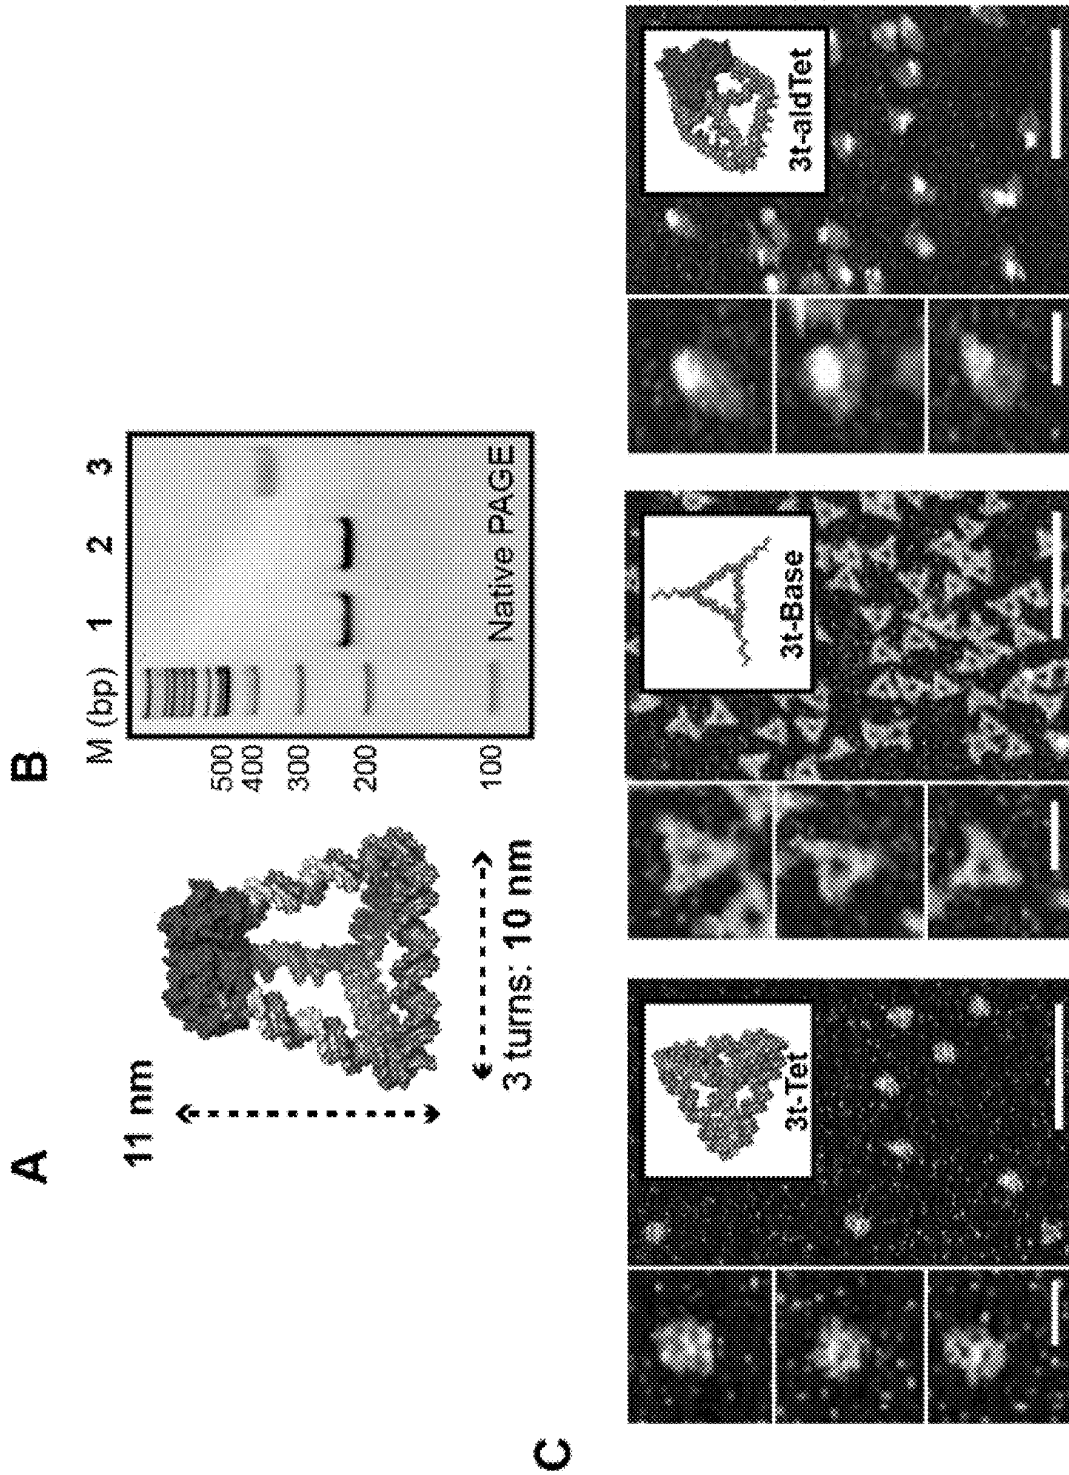 A
11 nm
3 turns: 10 nm
B
M (bp) 1 2 3
500
400
300
200
100
Native PAGE
C
3t-Tet
3t-Base
3t-aldTet